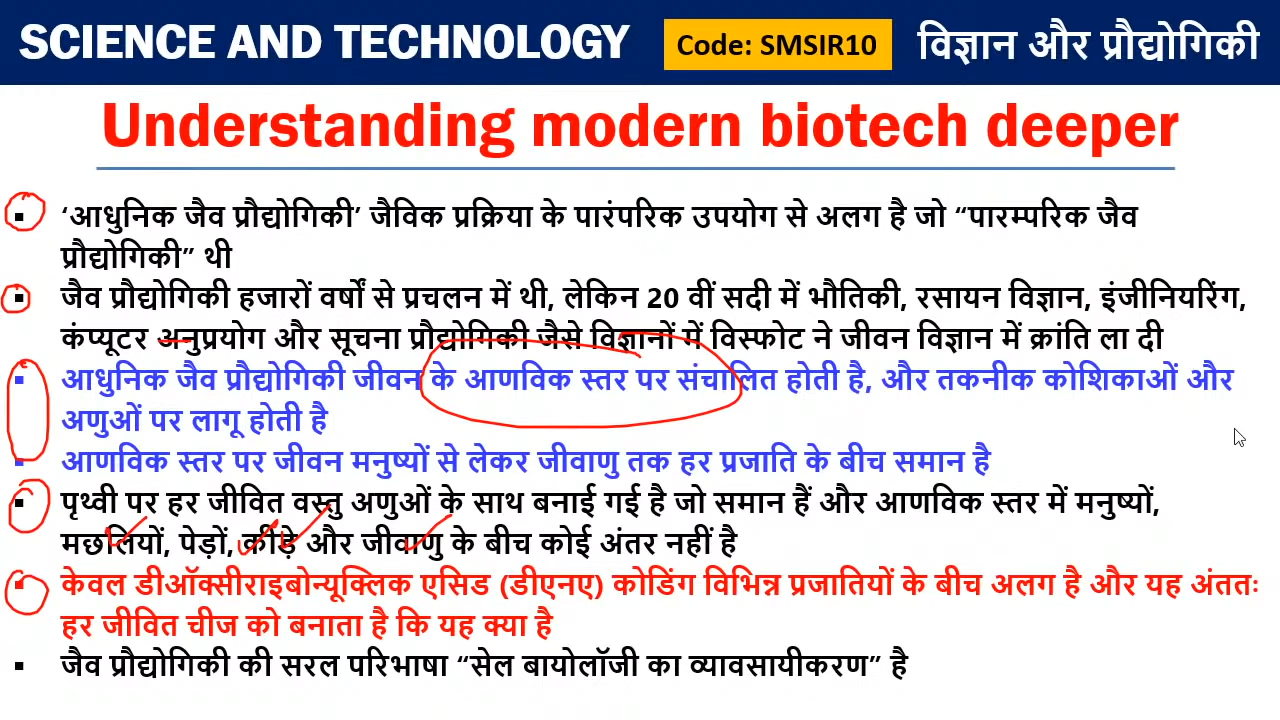 SCIENCE AND TECHNOLOGY Code: SMSIR10 विज्ञान और प्रौद्योगिकी
Understanding modern biotech deeper
▪ ‘आधुनिक जैव प्रौद्योगिकी’ जैविक प्रक्रिया के पारंपरिक उपयोग से अलग है जो “पारम्परिक जैव
प्रौद्योगिकी” थी
▪ जैव प्रौद्योगिकी हजारों वर्षों से प्रचलन में थी, लेकिन 20 वीं सदी में भौतिकी, रसायन विज्ञान, इंजीनियरिंग,
कंप्यूटर अनुप्रयोग और सूचना प्रौद्योगिकी जैसे विज्ञानों में विस्फोट ने जीवन विज्ञान में क्रांति ला दी
▪ आधुनिक जैव प्रौद्योगिकी जीवन के आणविक स्तर पर संचालित होती है, और तकनीक कोशिकाओं और
अणुओं पर लागू होती है
▪ आणविक स्तर पर जीवन मनुष्यों से लेकर जीवाणु तक हर प्रजाति के बीच समान है
▪ पृथ्वी पर हर जीवित वस्तु अणुओं के साथ बनाई गई है जो समान हैं और आणविक स्तर में मनुष्यों,
मछलियों, पेड़ों, कीड़े और जीवाणु के बीच कोई अंतर नहीं है
▪ केवल डीऑक्सीराइबोन्यूक्लिक एसिड (डीएनए) कोडिंग विभिन्न प्रजातियों के बीच अलग है और यह अंततः
हर जीवित चीज को बनाता है कि यह क्या है
▪ जैव प्रौद्योगिकी की सरल परिभाषा “सेल बायोलॉजी का व्यावसायीकरण” है